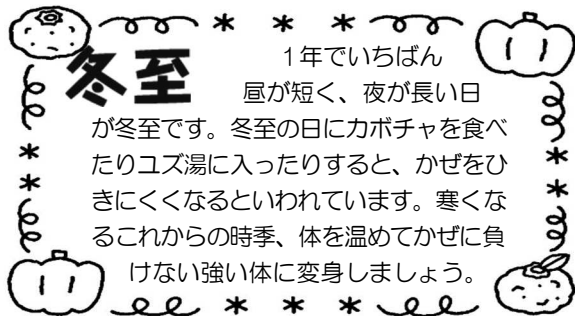 冬至
1年でいちばん
昼が短く、夜が長い日
が冬至です。冬至の日にカボチャを食べ
たりユズ湯に入ったりすると、かぜをひ
きにくくなるといわれています。寒くな
るこれからの時季、体を温めてかぜに負
けない強い体に変身しましょう。